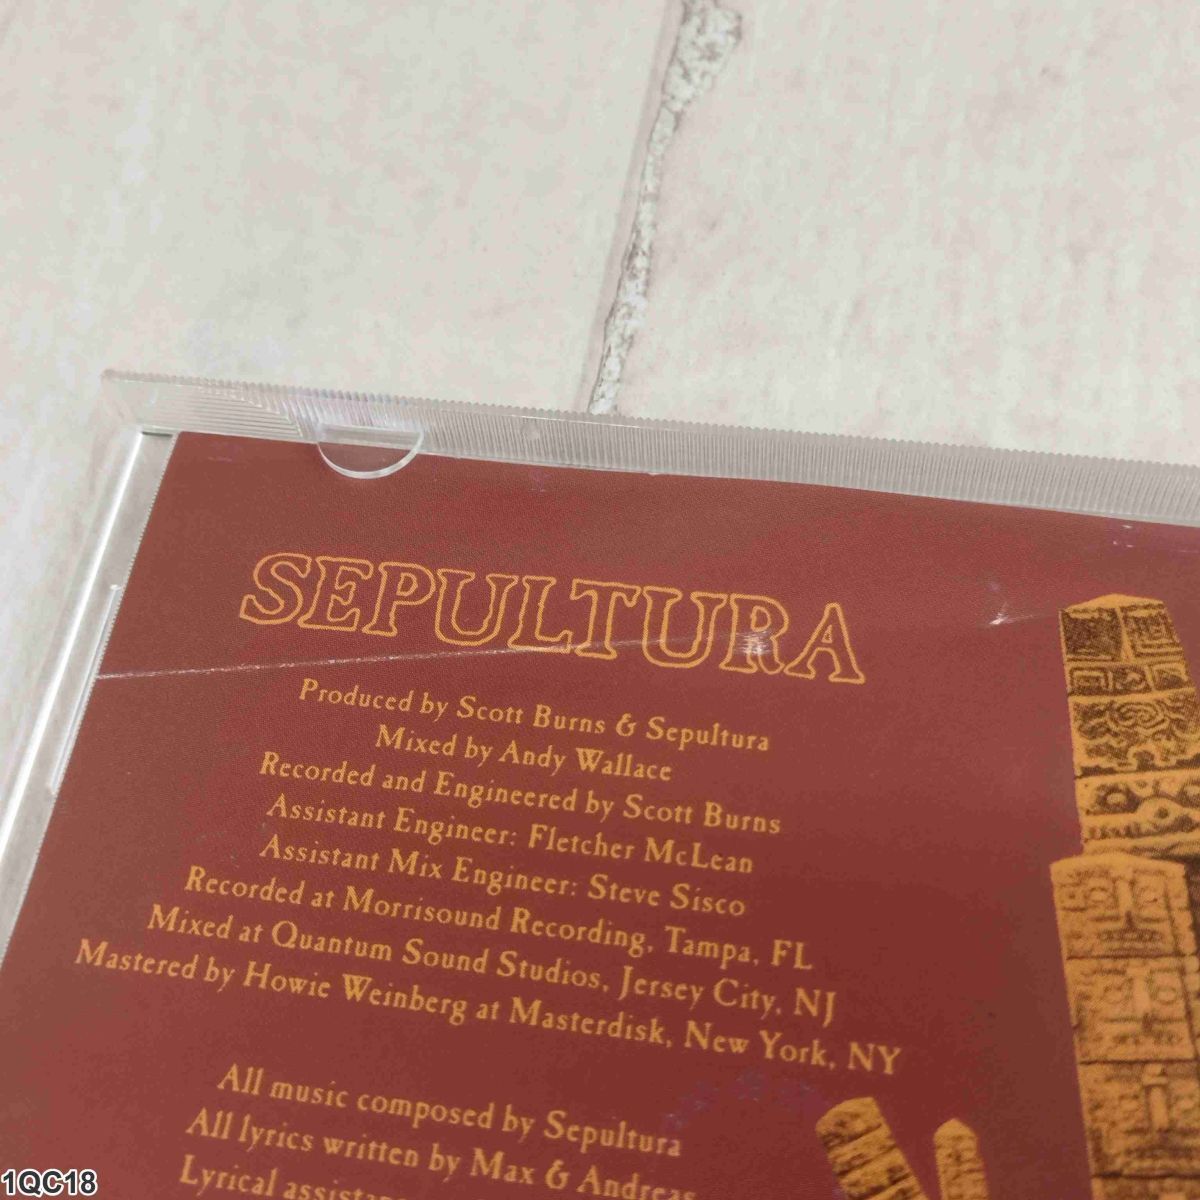 SEPULTURA
Produced by Scott Burns & Sepultura
Mixed by Andy Wallace
Recorded and Engineered by Scott Burns
Assistant Engineer: Fletcher McLean
Assistant Mix Engineer: Steve Sisco
Recorded at Morrisound Recording, Tampa, FL
Mixed at Quantum Sound Studios, Jersey City, NJ
Mastered by Howie Weinberg at Masterdisk, New York, NY
All music composed by Sepultura
All lyrics written by Max & Andreas
Lyrical
1QC18